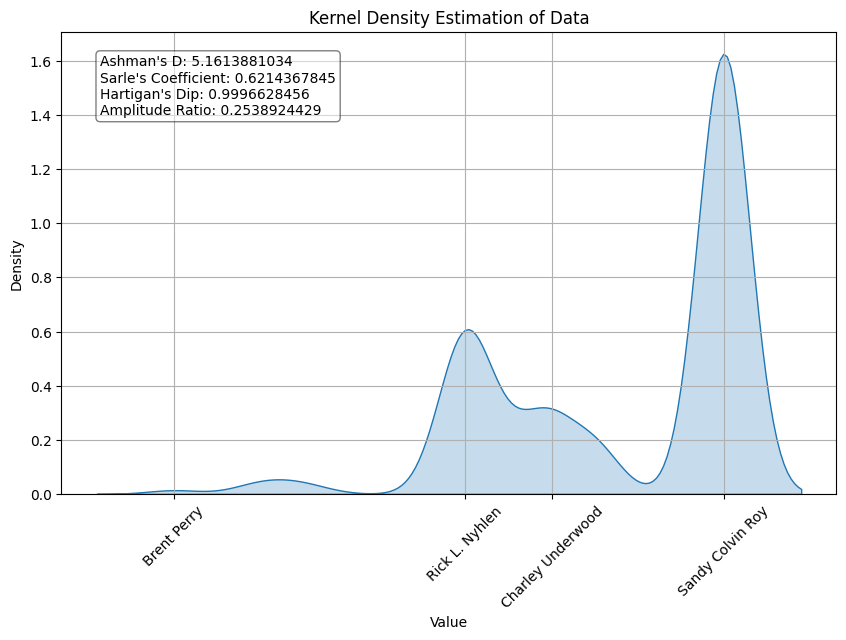 Kernel Density Estimation of Data
Ashman's D: 5.1613881034
Sarle's Coefficient: 0.6214367845
Hartigan's Dip: 0.9996628456
Amplitude Ratio: 0.2538924429
Density
1.6
1.4
1.2
1.0
0.8
0.6
0.4
0.2
0.0
Brent Perry
Rick L. Nyhlen
Charley Underwood
Sandy Colvin Roy
Value